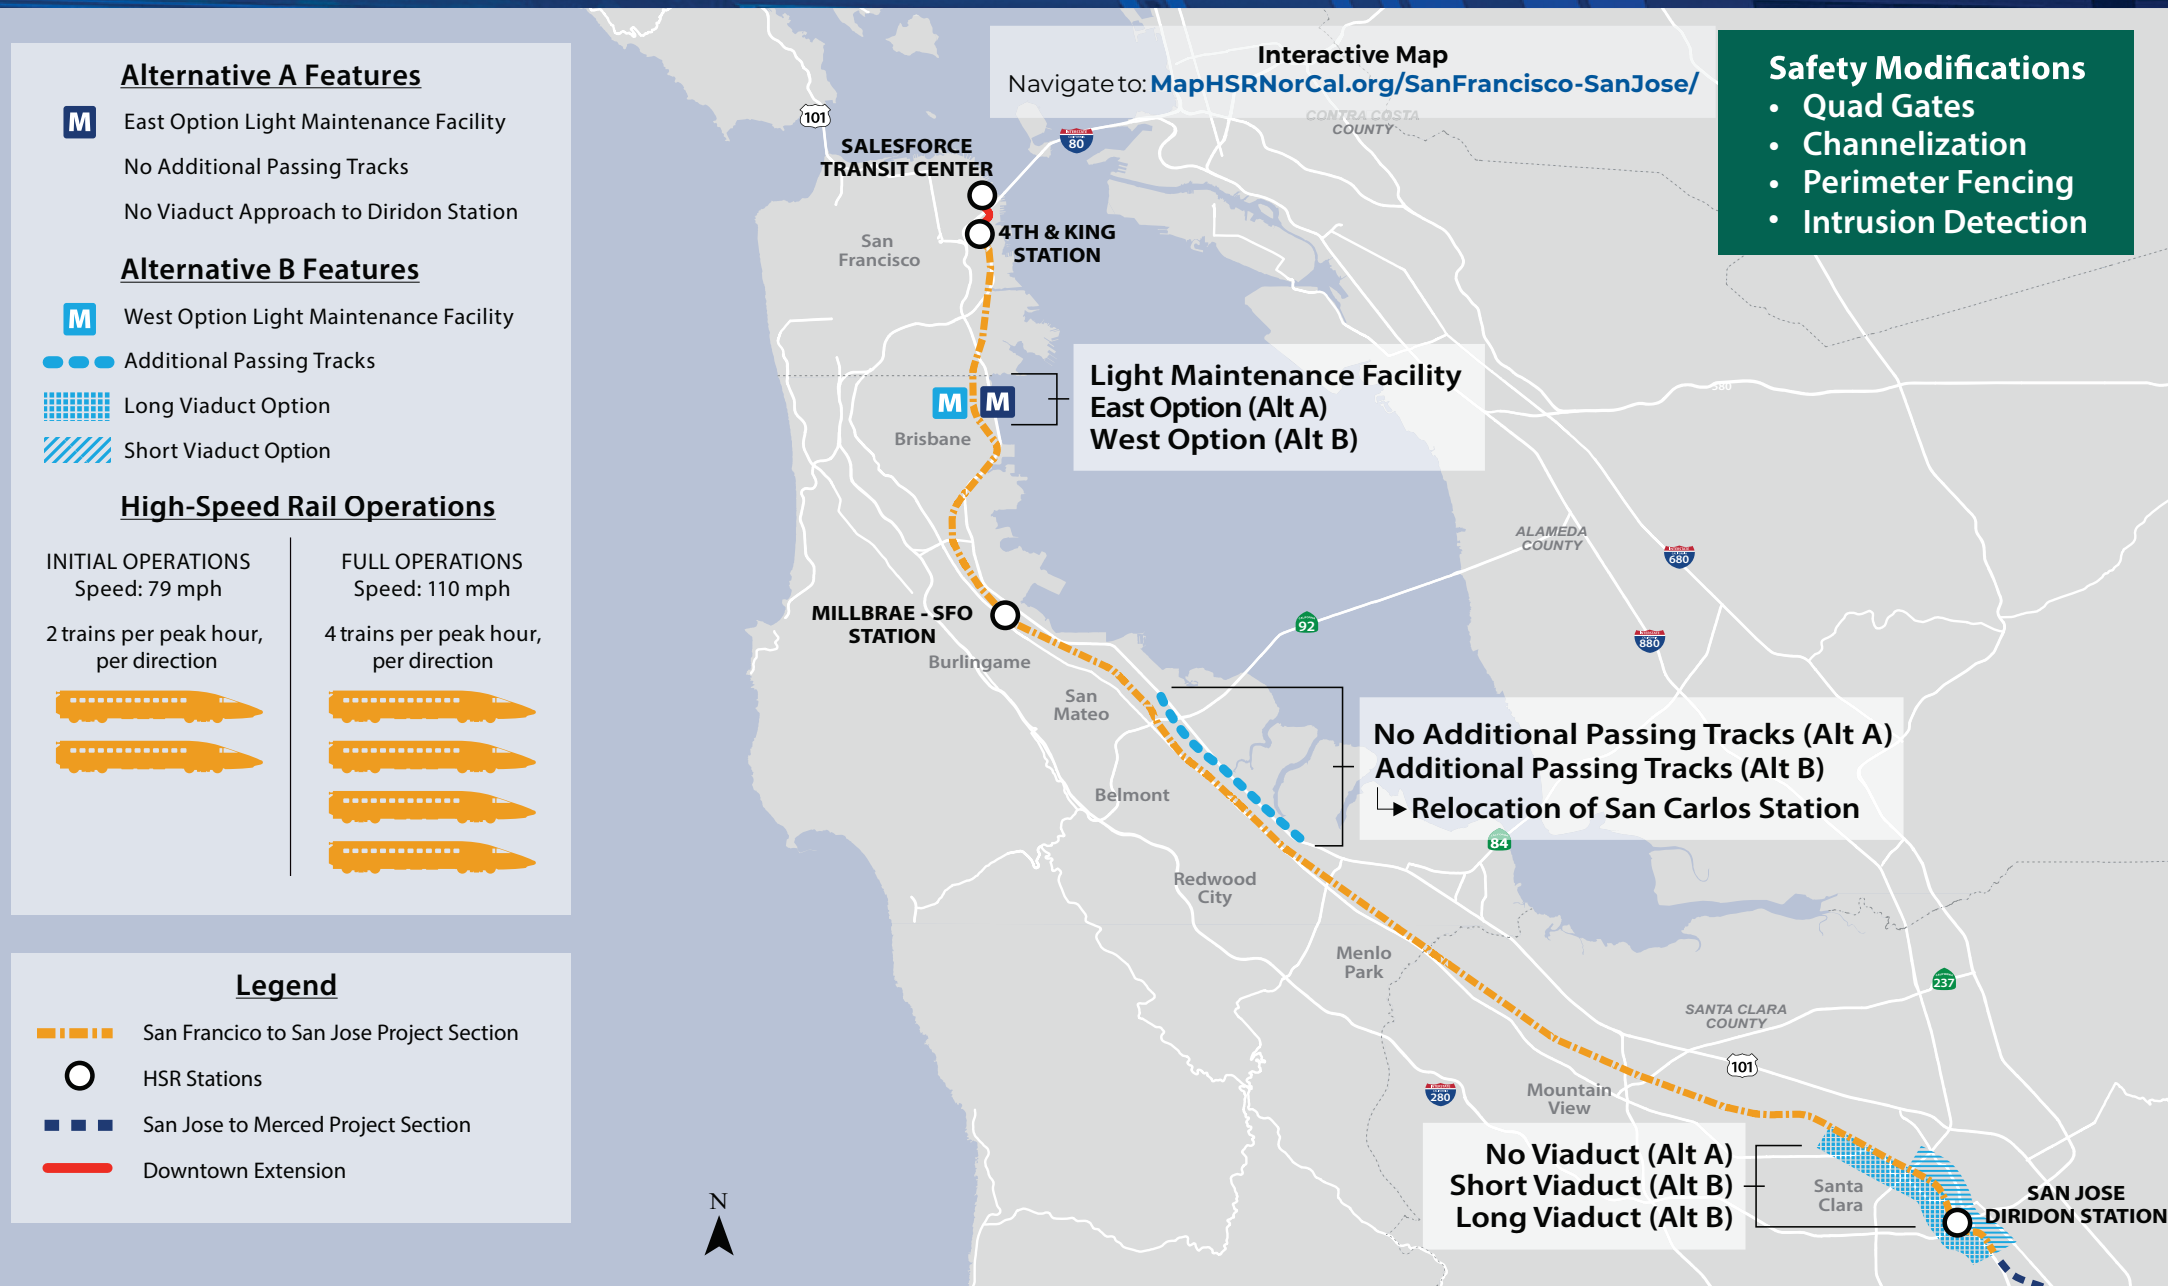 Alternative A Features
M East Option Light Maintenance Facility
No Additional Passing Tracks
No Viaduct Approach to Diridon Station
Alternative B Features
M West Option Light Maintenance Facility
Additional Passing Tracks
Long Viaduct Option
Short Viaduct Option
High-Speed Rail Operations
INITIAL OPERATIONS
Speed: 79 mph
2 trains per peak hour,
per direction
FULL OPERATIONS
Speed: 110 mph
4 trains per peak hour,
per direction
Legend
San Francico to San Jose Project Section
HSR Stations
San Jose to Merced Project Section
Downtown Extension
Interactive Map
Navigate to: MapHSRNorCal.org/SanFrancisco-SanJose/
Safety Modifications
• Quad Gates
• Channelization
• Perimeter Fencing
• Intrusion Detection
CONTRA COSTA
COUNTY
101
80
SALESFORCE
TRANSIT CENTER
4TH & KING
STATION
San
Francisco
M
M
Light Maintenance Facility
East Option (Alt A)
West Option (Alt B)
580
Brisbane
ALAMEDA
COUNTY
680
MILLBRAE - SFO
STATION
92
880
Burlingame
San
Mateo
No Additional Passing Tracks (Alt A)
Additional Passing Tracks (Alt B)
Relocation of San Carlos Station
Belmont
84
Redwood
City
Menlo
Park
237
SANTA CLARA
COUNTY
101
280
Mountain
View
No Viaduct (Alt A)
Short Viaduct (Alt B)
Long Viaduct (Alt B)
Santa
Clara
SAN JOSE
DIRIDON STATION
N